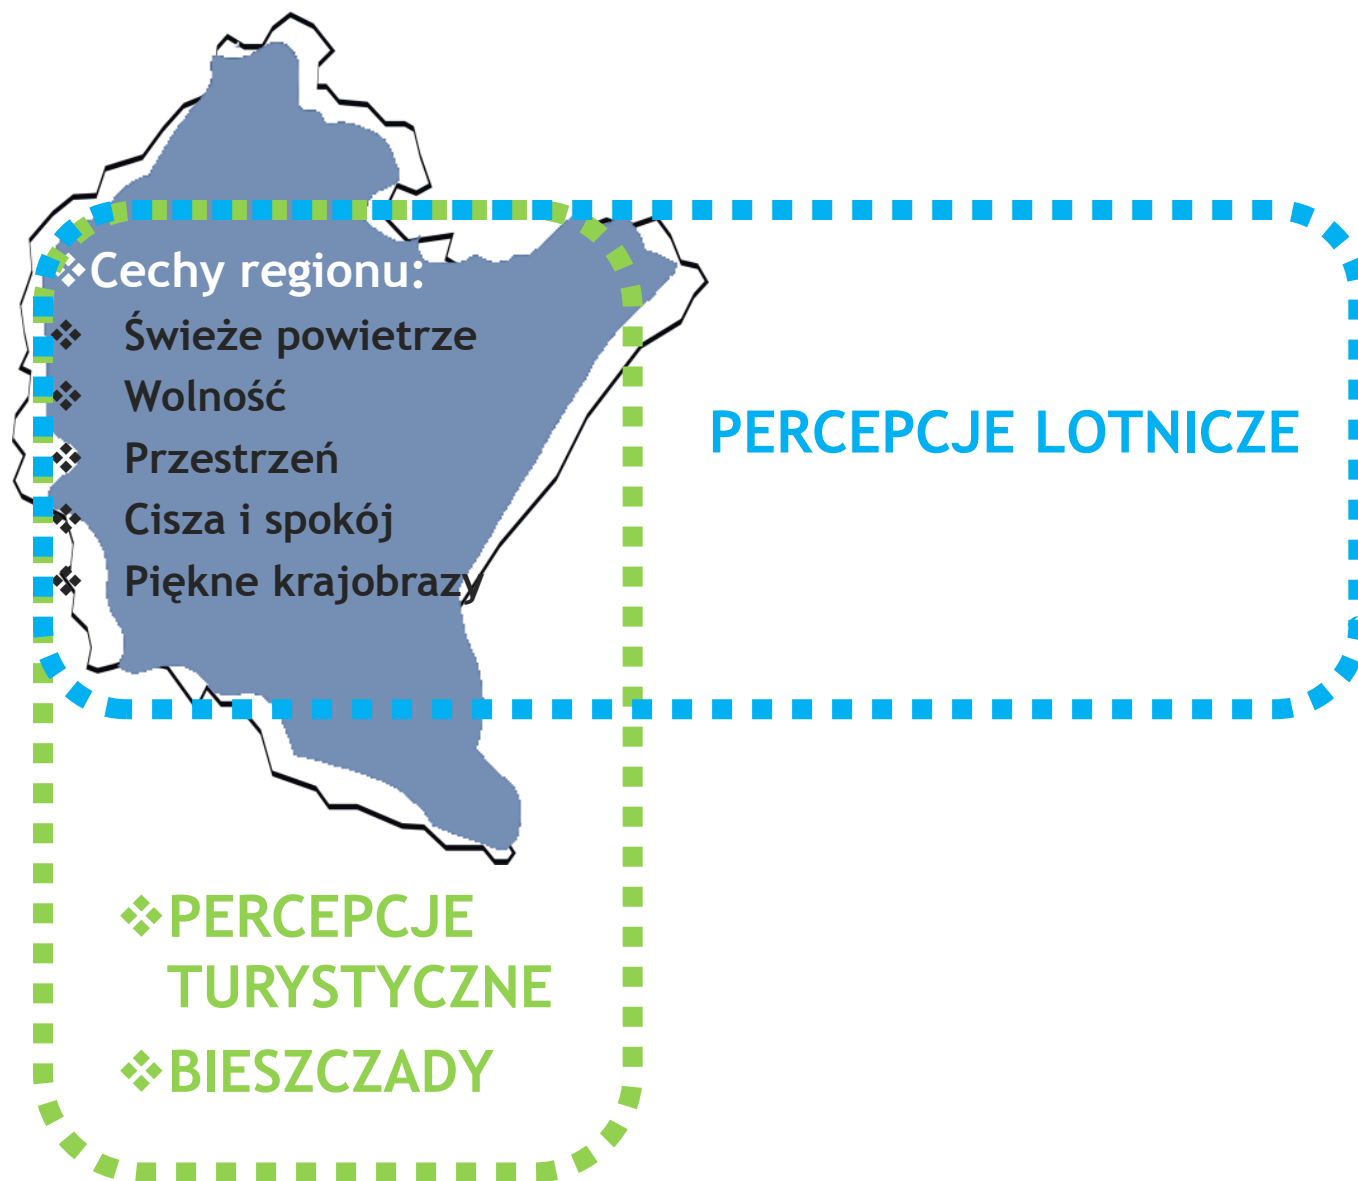 ❖Cechy regionu:
❖ Świeże powietrze
❖ Wolność
❖ Przestrzeń
❖ Cisza i spokój
❖ Piękne krajobrazy
PERCEPCJE LOTNICZE
❖PERCEPCJE
TURYSTYCZNE
❖BIESZCZADY